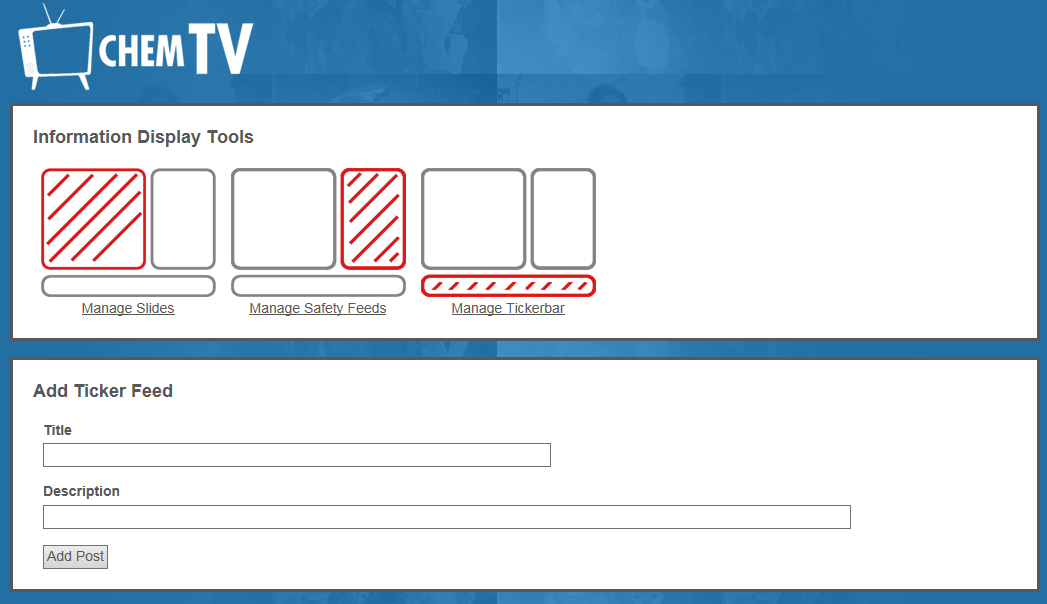 CHEM TV
Information Display Tools
Manage Slides Manage Safety Feeds Manage Tickerbar
Add Ticker Feed
Title
Description
Add Post